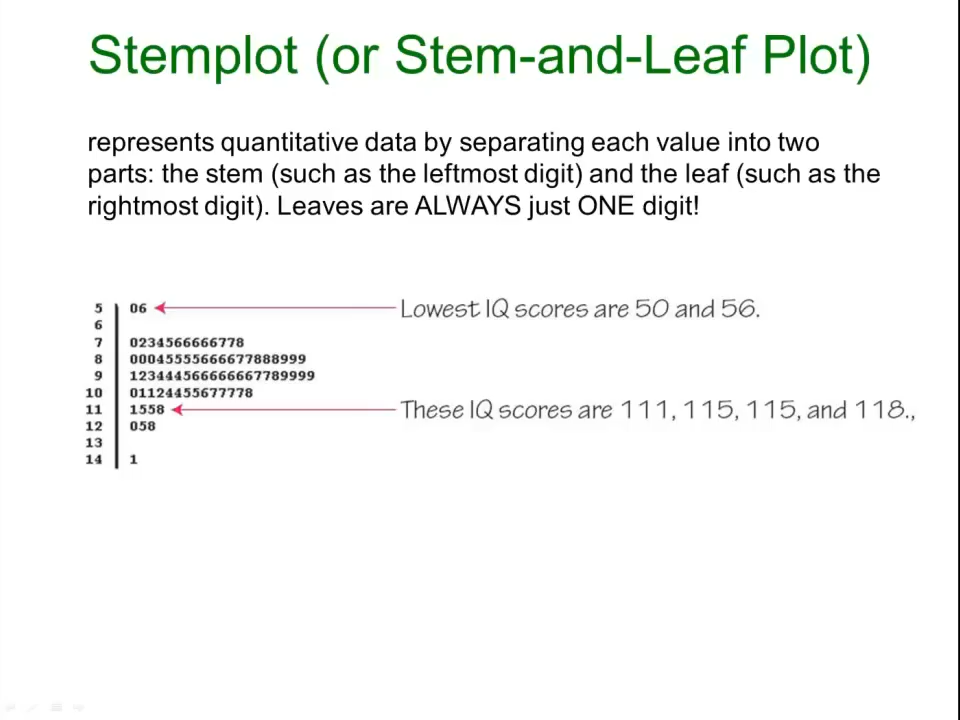 Stemplot (or Stem-and-Leaf Plot)
represents quantitative data by separating each value into two
parts: the stem (such as the leftmost digit) and the leaf (such as the
rightmost digit). Leaves are ALWAYS just ONE digit!
5 | 06 Lowest IQ scores are 50 and 56.
6
7 | 0234566666778
8 | 00045555666677888999
9 | 123444566666667789999
10 | 01124455677778
11 | 1558 These IQ scores are 111, 115, 115, and 118.,
12 | 058
13
14 | 1